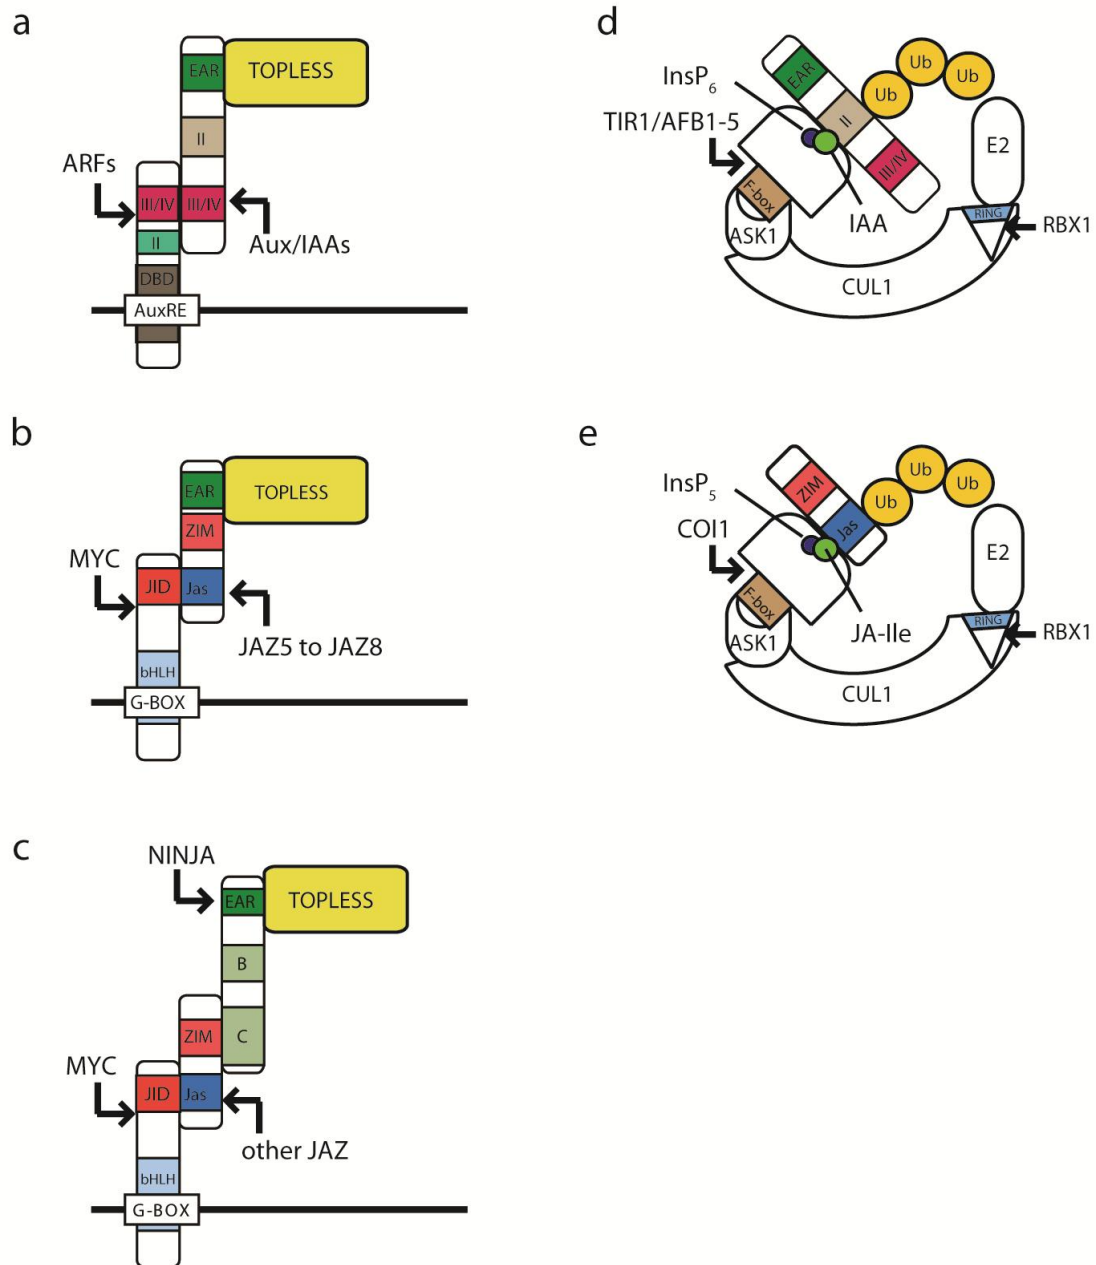 a
EAR
TOPLESS
II
ARFs
III/IV
III/IV
II
Aux/IAAs
DBD
AuxRE
b
EAR
TOPLESS
ZIM
MYC
JID
Jas
JAZ5 to JAZ8
bHLH
G-BOX
c
NINJA
EAR
TOPLESS
B
ZIM
C
MYC
JID
Jas
other JAZ
bHLH
G-BOX
d
InsP6
EAR
Ub
Ub
Ub
TIR1/AFB1-5
II
E2
III/IV
F-box
IAA
RING
RBX1
ASK1
CUL1
e
InsP5
ZIM
Ub
Ub
Ub
COI1
Jas
E2
F-box
JA-Ile
RING
RBX1
ASK1
CUL1